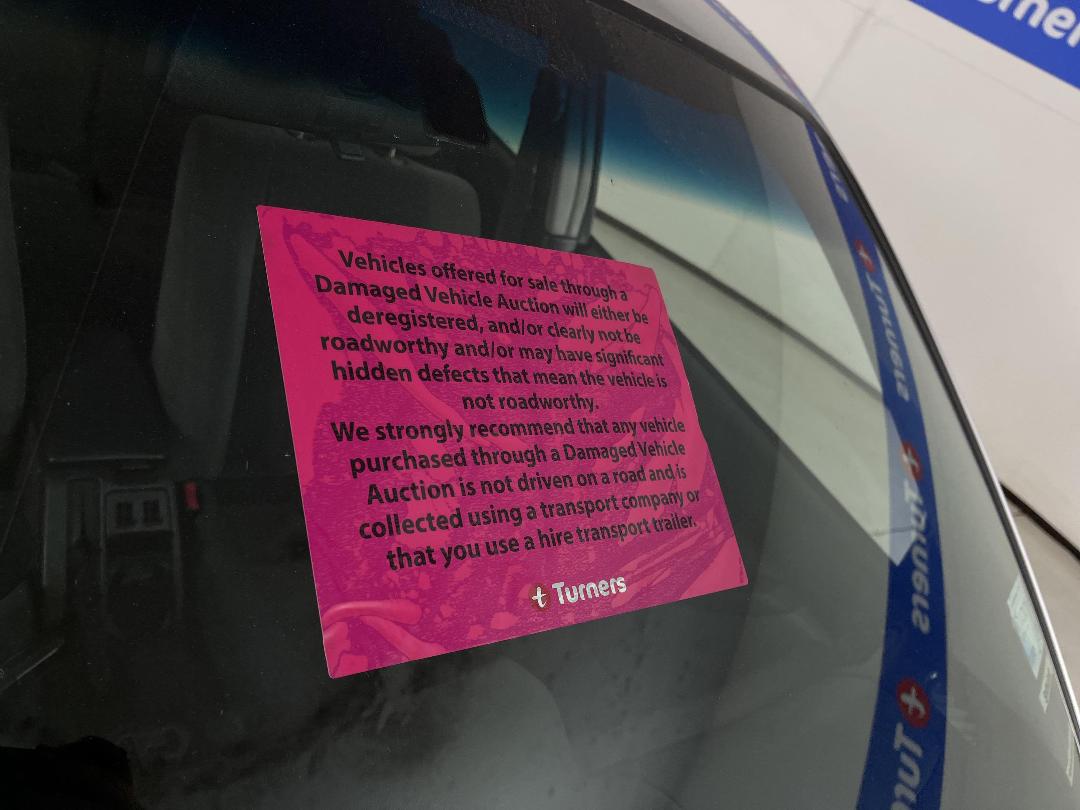 Vehicles offered for sale through a
Damaged Vehicle Auction will either be
deregistered, and/or clearly not be
roadworthy and/or may have significant
hidden defects that mean the vehicle is
not roadworthy.
We strongly recommend that any vehicle
purchased through a Damaged Vehicle
Auction is not driven on a road and is
collected using a transport company or
that you use a hire transport trailer.
t Turners
Turners
Turners